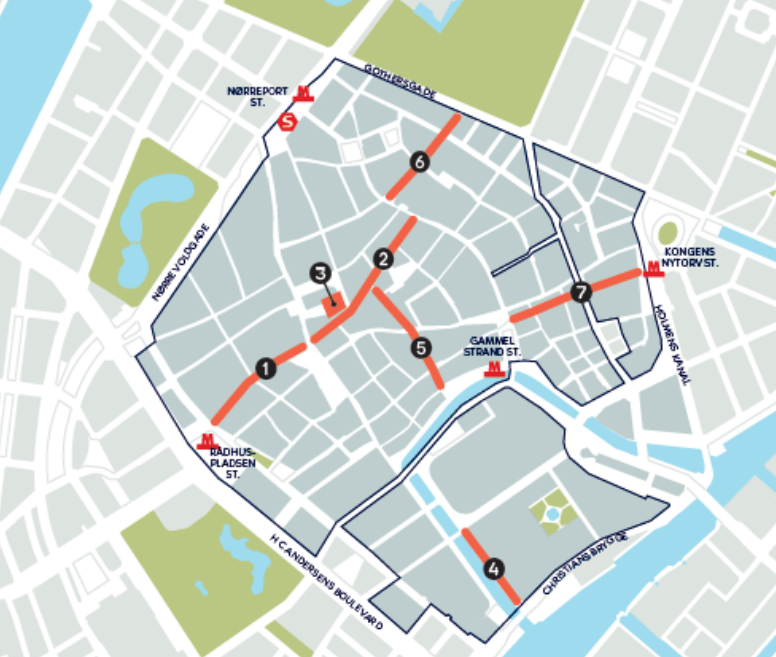 GOTHERSGADE
NØRREPORT
ST.
M
S
6
NØRRE VOLDGADE
2
3
KONGENS
NYTORV ST.
M
7
HOLMENS KANAL
GAMMEL
STRAND ST.
M
5
1
M
RÅDHUS-
PLADSEN
ST.
H C ANDERSENS BOULEVARD
4
CHRISTIANS BRYGGE